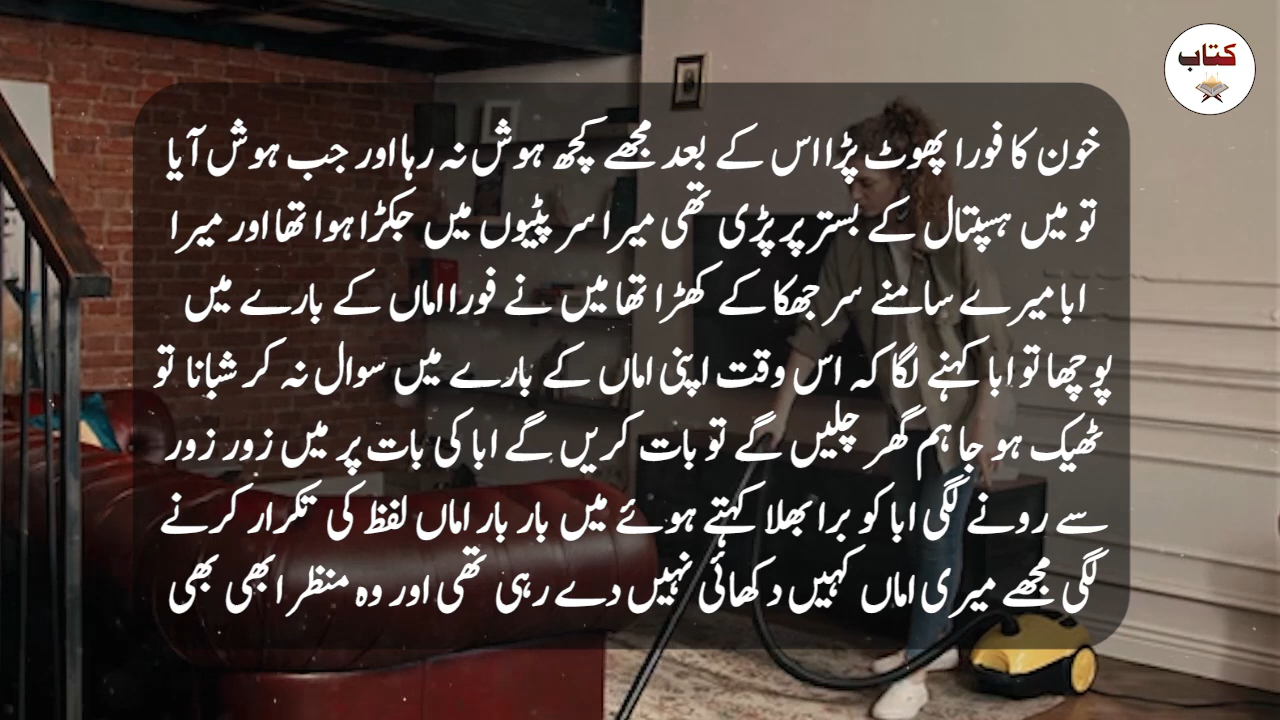 کتاب
خون کا فورا پھوٹ پڑا اس کے بعد مجھے کچھ ہوش نہ رہا اور جب ہوش آیا
تو میں ہسپتال کے بستر پر پڑی تھی میرا سر پٹیوں میں جکڑا ہوا تھا اور میرا
ابا میرے سامنے سر جھکا کے کھڑا تھا میں نے فورا اماں کے بارے میں
پوچھا تو ابا کہنے لگا کہ اس وقت اپنی اماں کے بارے میں سوال نہ کر شبانا تو
ٹھیک ہو جا ہم گھر چلیں گے تو بات کریں گے ابا کی بات پر میں زور زور
سے رونے لگی ابا کو برا بھلا کہتے ہوئے میں بار بار اماں لفظ کی تکرار کرنے
لگی مجھے میری اماں کہیں دکھائی نہیں دے رہی تھی اور وہ منظر ابھی بھی